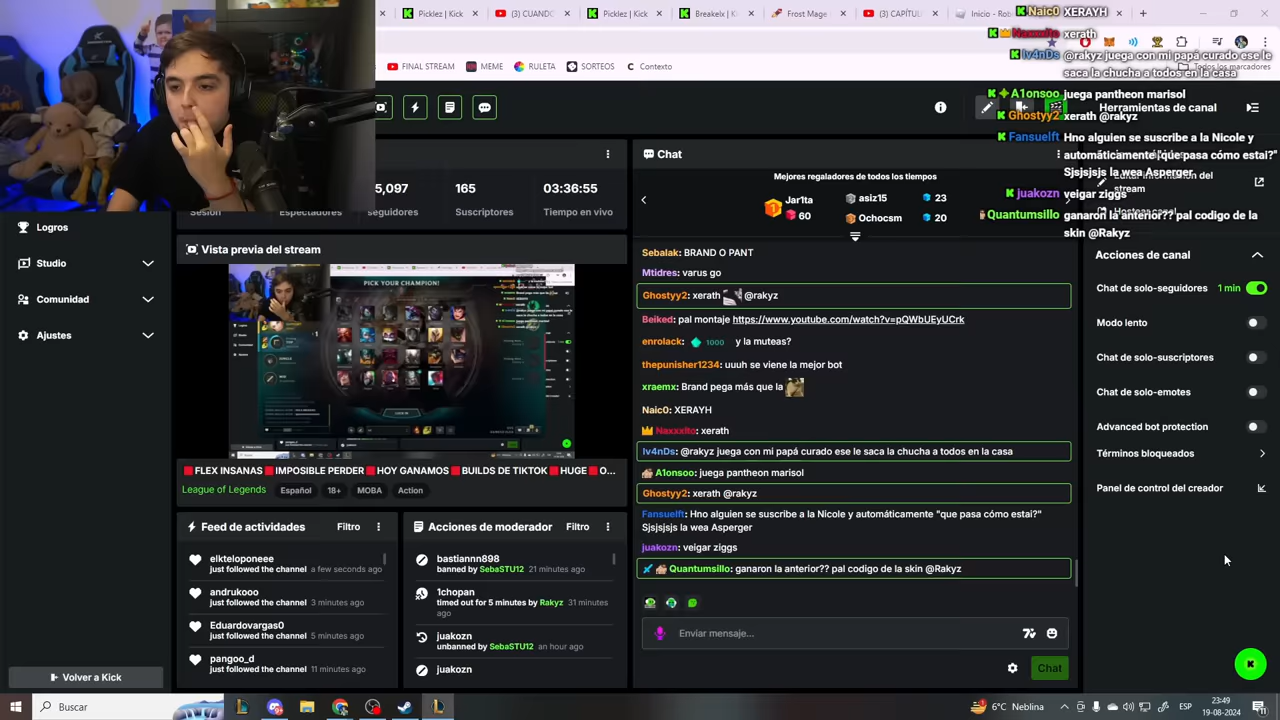 Picklez | Kick
(3) CUAND
Kick
Breakex |
Frost Mage
(5) CAPIT
Inicio - Rob
FINAL STREAM
MEME
RULETA
SORTEOS
Contexto
Todos los marcadores
Naic0 XERAYH
Naxxxito xerath
Iv4nDs @rakyz juega con mi papá curado ese le saca la chucha a todos en la casa
A1onsoo juega pantheon marisol
Ghostyy2 xerath @rakyz
Fansuelft Hno alguien se suscribe a la Nicole y
automáticamente "que pasa cómo estaI?"
Sjsjsjsjs la wea Asperger
juakozn veigar ziggs
Quantumsillo ganaron la anterior?? pal codigo de la
skin @Rakyz
Herramientas de canal
stream
5,097
165
03:36:55
Sesión
Espectadores
seguidores
Suscriptores
Tiempo en vivo
Chat
Mejores regaladores de todos los tiempos
Jar1ta
60
asiz15 23
Ochocsm 20
Logros
Studio
Comunidad
Ajustes
Volver a Kick
Vista previa del stream
PICK YOUR CHAMPION!
FLEX INSANAS IMPOSIBLE PERDER HOY GANAMOS BUILDS DE TIKTOK HUGE O...
League of Legends
Español
18+
MOBA
Action
Feed de actividades
Filtro
elkteloponeee
just followed the channel a few seconds ago
andrukooo
just followed the channel 3 minutes ago
Eduardovargas0
just followed the channel 5 minutes ago
pangoo_d
just followed the channel 11 minutes ago
Acciones de moderador
Filtro
bastiannn898
banned by SebaSTU12 21 minutes ago
1chopan
timed out for 5 minutes by Rakyz 31 minutes
ago
juakozn
unbanned by SebaSTU12 an hour ago
juakozn
Sebalak: BRAND O PANT
Mtidres: varus go
Ghostyy2: xerath @rakyz
Beiked: pal montaje https://www.youtube.com/watch?v=pQWbUEyUCrk
enrolack: 1000 y la muteas?
thepunisher1234: uuuh se viene la mejor bot
xraemx: Brand pega más que la
Naic0: XERAYH
Naxxxito: xerath
Iv4nDs: @rakyz juega con mi papá curado ese le saca la chucha a todos en la casa
A1onsoo: juega pantheon marisol
Ghostyy2: xerath @rakyz
Fansuelft: Hno alguien se suscribe a la Nicole y automáticamente "que pasa cómo estaI?"
Sjsjsjsjs la wea Asperger
juakozn: veigar ziggs
Quantumsillo: ganaron la anterior?? pal codigo de la skin @Rakyz
Enviar mensaje...
Chat
Acciones de canal
Chat de solo-seguidores 1 min
Modo lento
Chat de solo-suscriptores
Chat de solo-emotes
Advanced bot protection
Términos bloqueados
Panel de control del creador
Buscar
6°C Neblina
ESP
23:49
19-08-2024